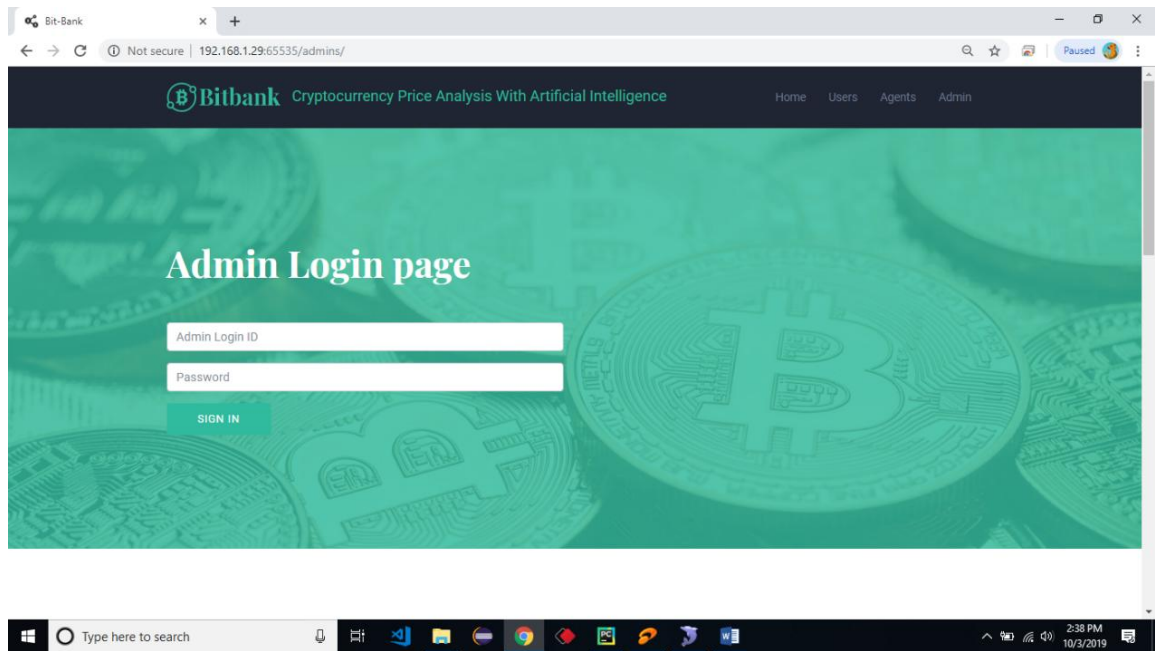 Bit-Bank
Not secure | 192.168.1.29:65535/admins/
Paused
Bitbank Cryptocurrency Price Analysis With Artificial Intelligence
Home Users Agents Admin
Admin Login page
Admin Login ID
Password
SIGN IN
Type here to search
2:38 PM
10/3/2019